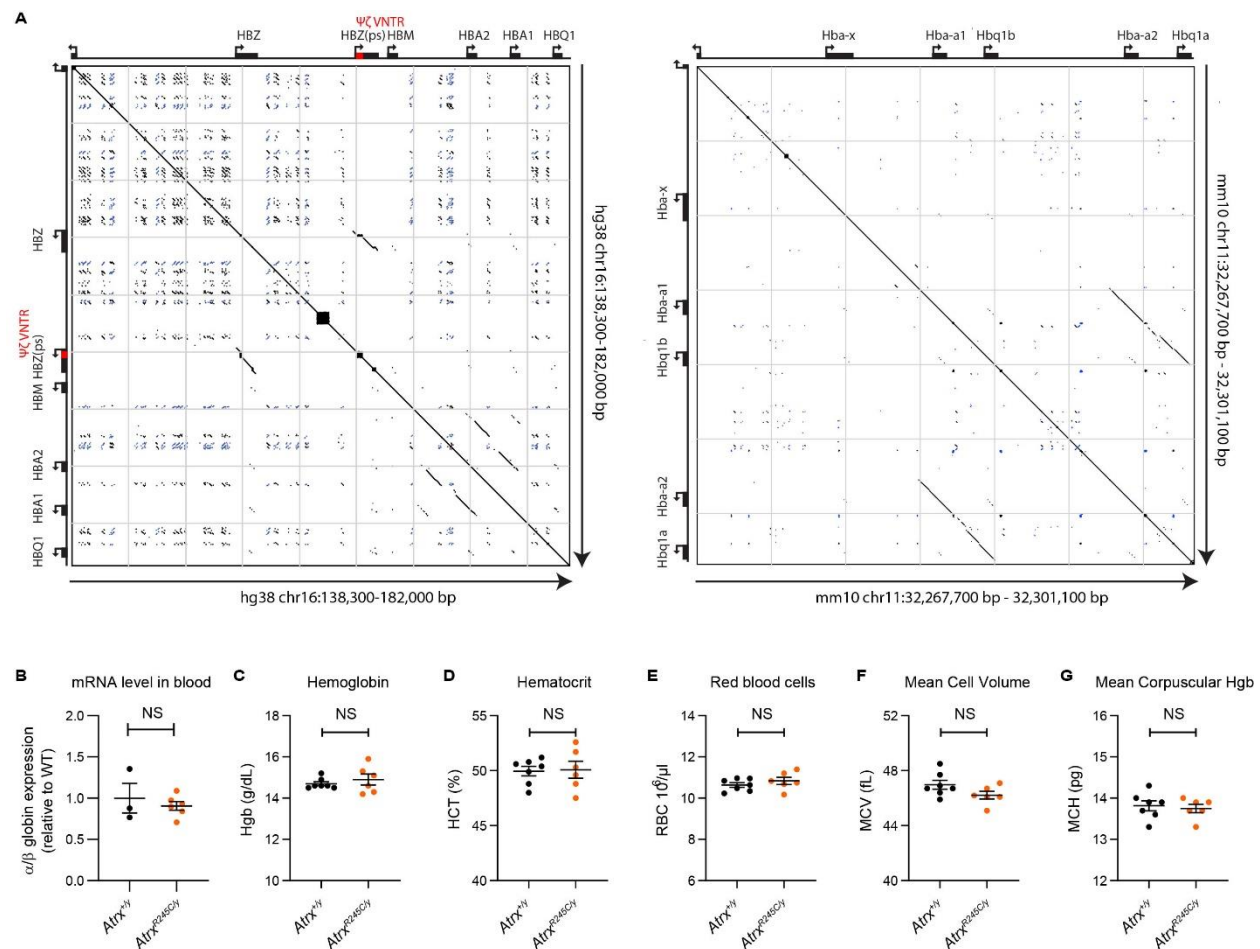 A
ΨζVNTR
HBZ HBZ(ps) HBM HBA2 HBA1 HBQ1
Hba-x Hba-a1 Hbq1b Hba-a2 Hbq1a
HBZ
ΨζVNTR
HBZ(ps)
HBM
HBA2
HBA1
HBQ1
hg38 chr16:138,300-182,000 bp
hg38 chr16:138,300-182,000 bp
Hba-x
Hba-a1
Hbq1b
Hba-a2
Hbq1a
mm10 chr11:32,267,700 bp - 32,301,100 bp
mm10 chr11:32,267,700 bp - 32,301,100 bp
B
mRNA level in blood
NS
α/β globin expression
(relative to WT)
2.0
1.5
1.0
0.5
0.0
Atrx+/y
AtrxR245C/y
C
Hemoglobin
NS
Hgb (g/dL)
18
16
14
12
10
Atrx+/y
AtrxR245C/y
D
Hematocrit
NS
HCT (%)
55
50
45
40
Atrx+/y
AtrxR245C/y
E
Red blood cells
NS
RBC 10⁶/µl
14
12
10
8
6
Atrx+/y
AtrxR245C/y
F
Mean Cell Volume
NS
MCV (fL)
52
48
44
40
Atrx+/y
AtrxR245C/y
G
Mean Corpuscular Hgb
NS
MCH (pg)
16
15
14
13
12
Atrx+/y
AtrxR245C/y